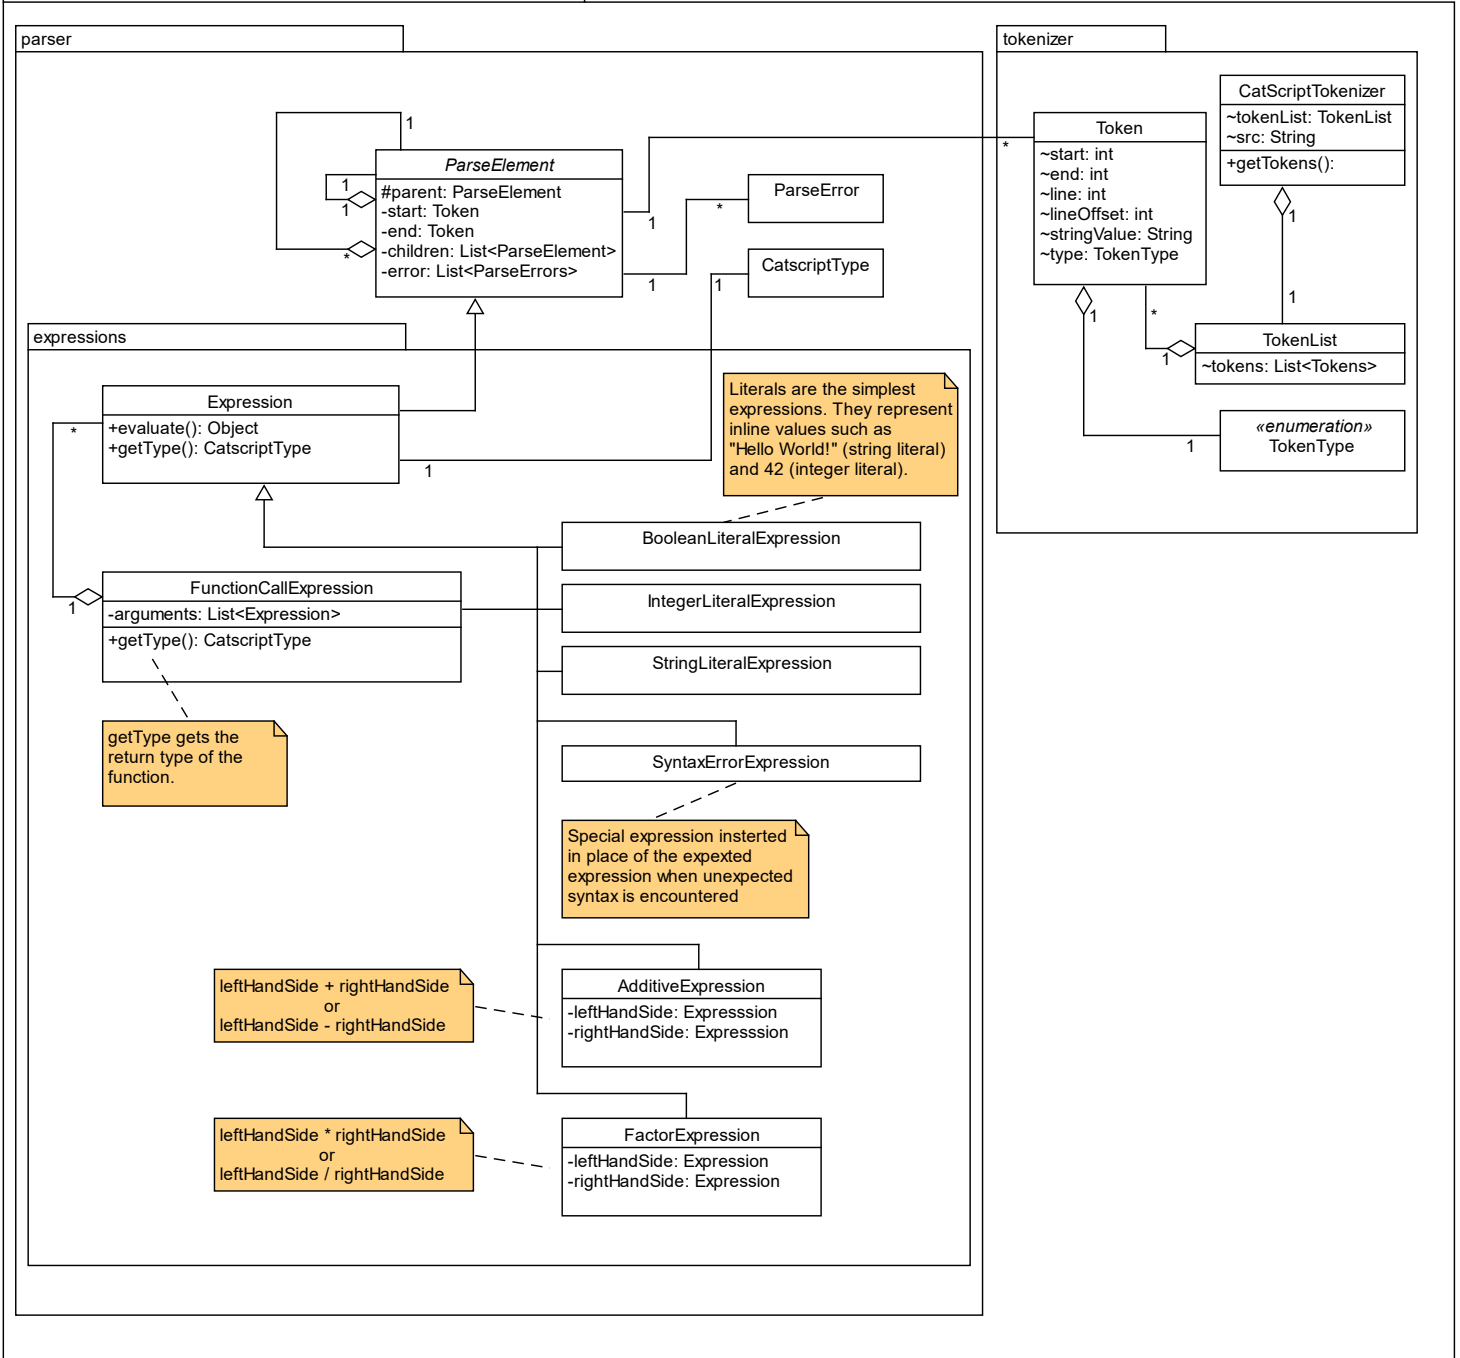 parser
tokenizer
CatScriptTokenizer
~tokenList: TokenList
~src: String
+getTokens():
1
1
Token
~start: int
~end: int
~line: int
~lineOffset: int
~stringValue: String
~type: TokenType
*
1
TokenList
~tokens: List<Tokens>
*
1
1
1
«enumeration»
TokenType
1
ParseElement
#parent: ParseElement
-start: Token
-end: Token
-children: List<ParseElement>
-error: List<ParseErrors>
1
1
*
1
1
ParseError
*
CatscriptType
1
expressions
Expression
+evaluate(): Object
+getType(): CatscriptType
*
1
Literals are the simplest
expressions. They represent
inline values such as
"Hello World!" (string literal)
and 42 (integer literal).
BooleanLiteralExpression
FunctionCallExpression
-arguments: List<Expression>
+getType(): CatscriptType
1
IntegerLiteralExpression
StringLiteralExpression
getType gets the
return type of the
function.
SyntaxErrorExpression
Special expression insterted
in place of the expexted
expression when unexpected
syntax is encountered
leftHandSide + rightHandSide
or
leftHandSide - rightHandSide
AdditiveExpression
-leftHandSide: Expresssion
-rightHandSide: Expresssion
leftHandSide * rightHandSide
or
leftHandSide / rightHandSide
FactorExpression
-leftHandSide: Expression
-rightHandSide: Expression